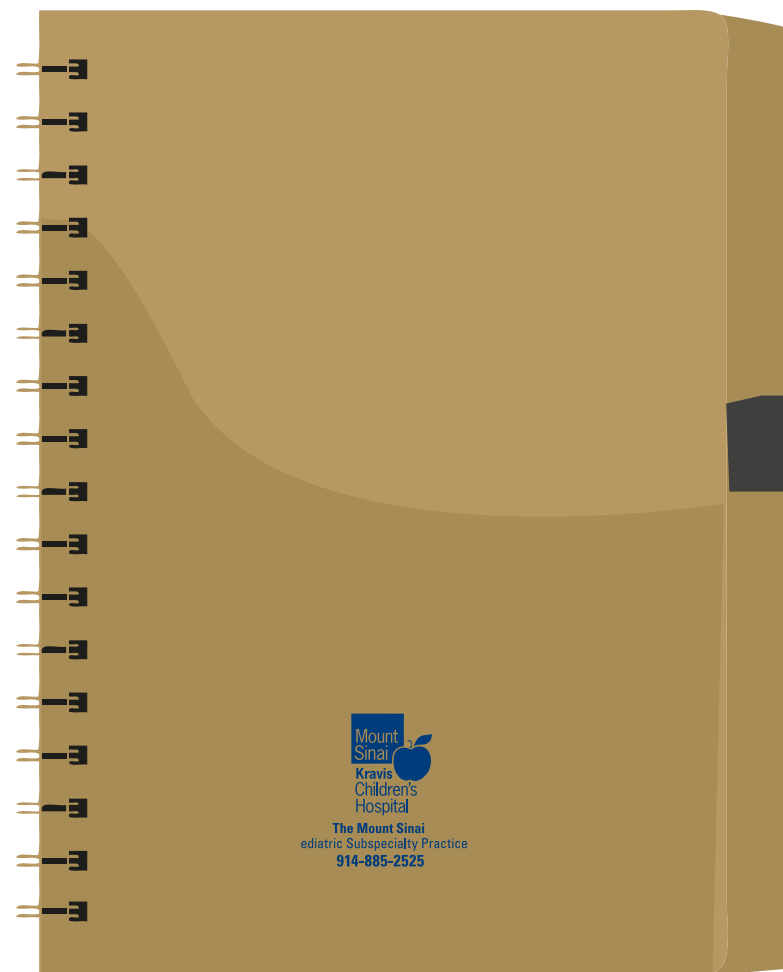 Mount
Sinai
Kravis
Children's
Hospital
The Mount Sinai
ediatric Subspecialty Practice
914-885-2525